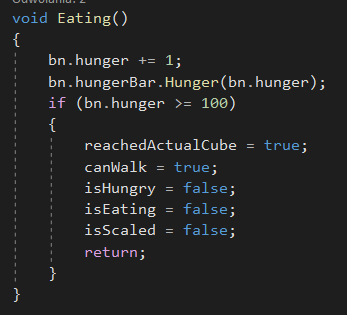 Odwołania: 2
void Eating()
{
bn.hunger += 1;
bn.hungerBar.Hunger(bn.hunger);
if (bn.hunger >= 100)
{
reachedActualCube = true;
canWalk = true;
isHungry = false;
isEating = false;
isScaled = false;
return;
}
}